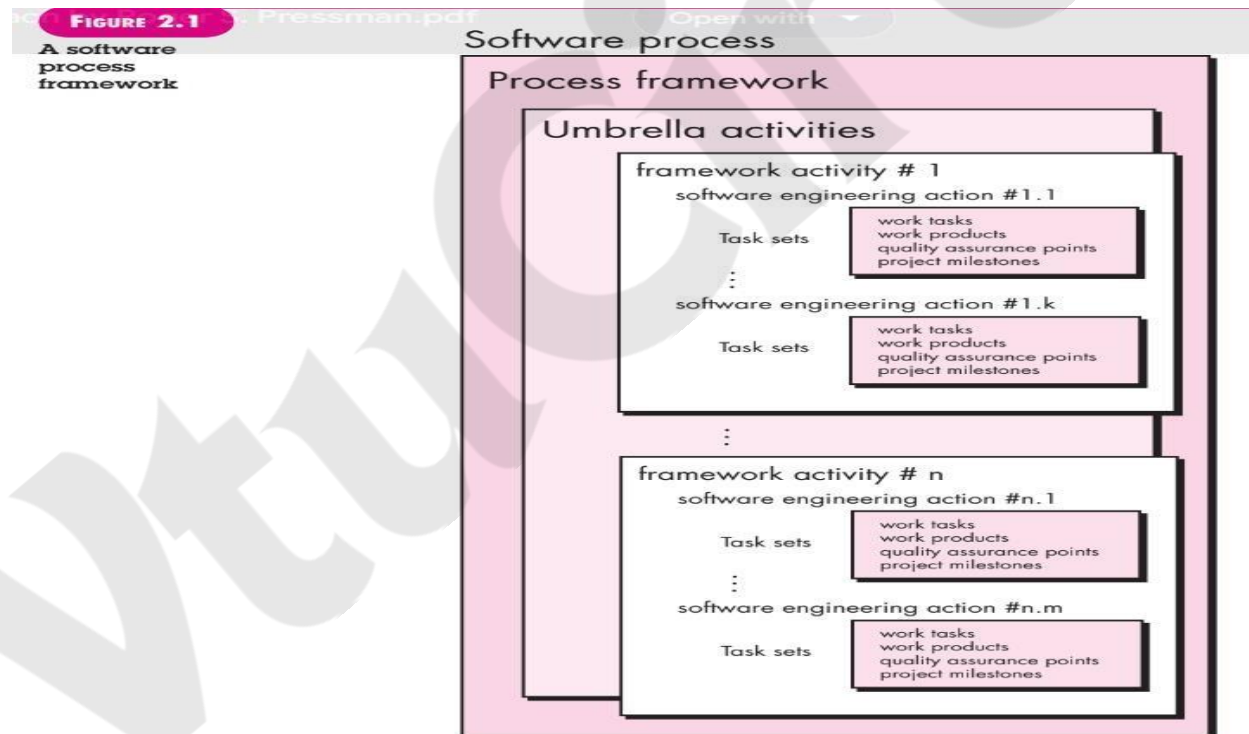 on by Roger S. Pressman.pdf
Open with
FIGURE 2.1
A software
process
framework
Software process
Process framework
Umbrella activities
framework activity # 1
software engineering action #1.1
Task sets
work tasks
work products
quality assurance points
project milestones
⋮
software engineering action #1.k
Task sets
work tasks
work products
quality assurance points
project milestones
⋮
framework activity # n
software engineering action #n.1
Task sets
work tasks
work products
quality assurance points
project milestones
⋮
software engineering action #n.m
Task sets
work tasks
work products
quality assurance points
project milestones